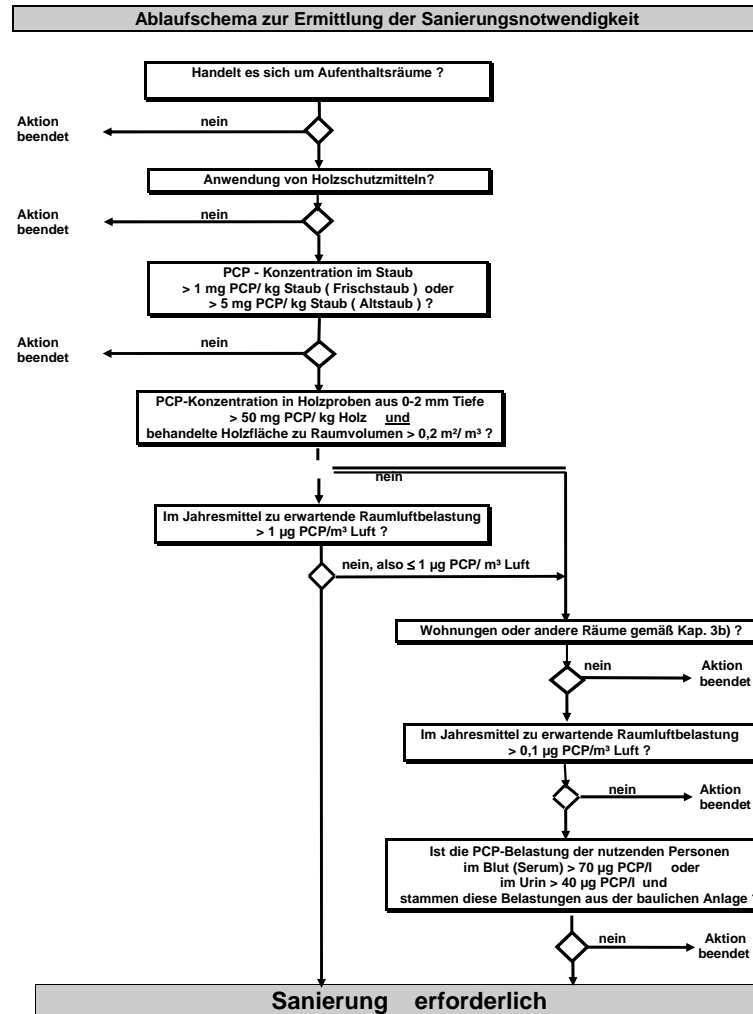 Ablaufschema zur Ermittlung der Sanierungsnotwendigkeit
Handelt es sich um Aufenthaltsräume ?
Aktion
beendet
nein
Anwendung von Holzschutzmitteln?
Aktion
beendet
nein
PCP - Konzentration im Staub
> 1 mg PCP/ kg Staub ( Frischstaub ) oder
> 5 mg PCP/ kg Staub ( Altstaub ) ?
Aktion
beendet
nein
PCP-Konzentration in Holzproben aus 0-2 mm Tiefe
> 50 mg PCP/ kg Holz und
behandelte Holzfläche zu Raumvolumen > 0,2 m²/ m³ ?
nein
Im Jahresmittel zu erwartende Raumluftbelastung
> 1 µg PCP/m³ Luft ?
nein, also ≤ 1 µg PCP/ m³ Luft
Wohnungen oder andere Räume gemäß Kap. 3b) ?
nein
Aktion
beendet
Im Jahresmittel zu erwartende Raumluftbelastung
> 0,1 µg PCP/m³ Luft ?
nein
Aktion
beendet
Ist die PCP-Belastung der nutzenden Personen
im Blut (Serum) > 70 µg PCP/l oder
im Urin > 40 µg PCP/l und
stammen diese Belastungen aus der baulichen Anlage ?
nein
Aktion
beendet
Sanierung erforderlich